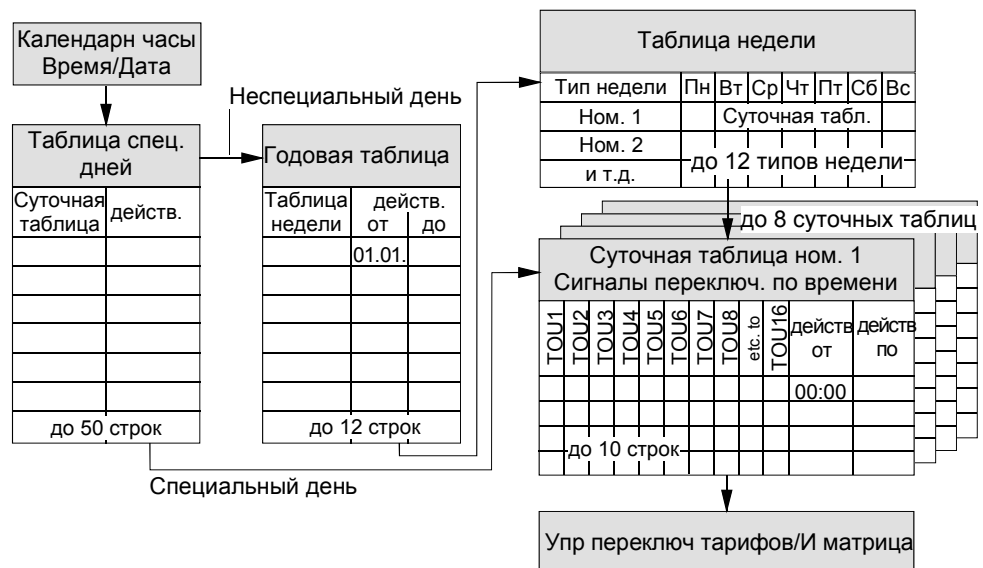 Календарн часы
Время/Дата
Неспециальный день
Таблица спец.
дней
Суточная
таблица
действ.
до 50 строк
Годовая таблица
Таблица
недели
действ.
от
до
01.01.
до 12 строк
Специальный день
Таблица недели
Тип недели Пн Вт Ср Чт Пт Сб Вс
Ном. 1
Суточная табл.
Ном. 2
до 12 типов недели
и т.д.
до 8 суточных таблиц
Суточная таблица ном. 1
Сигналы переключ. по времени
TOU1
TOU2
TOU3
TOU4
TOU5
TOU6
TOU7
TOU8
etc. to
TOU16
действ
от
действ
по
00:00
до 10 строк
Упр переключ тарифов/И матрица